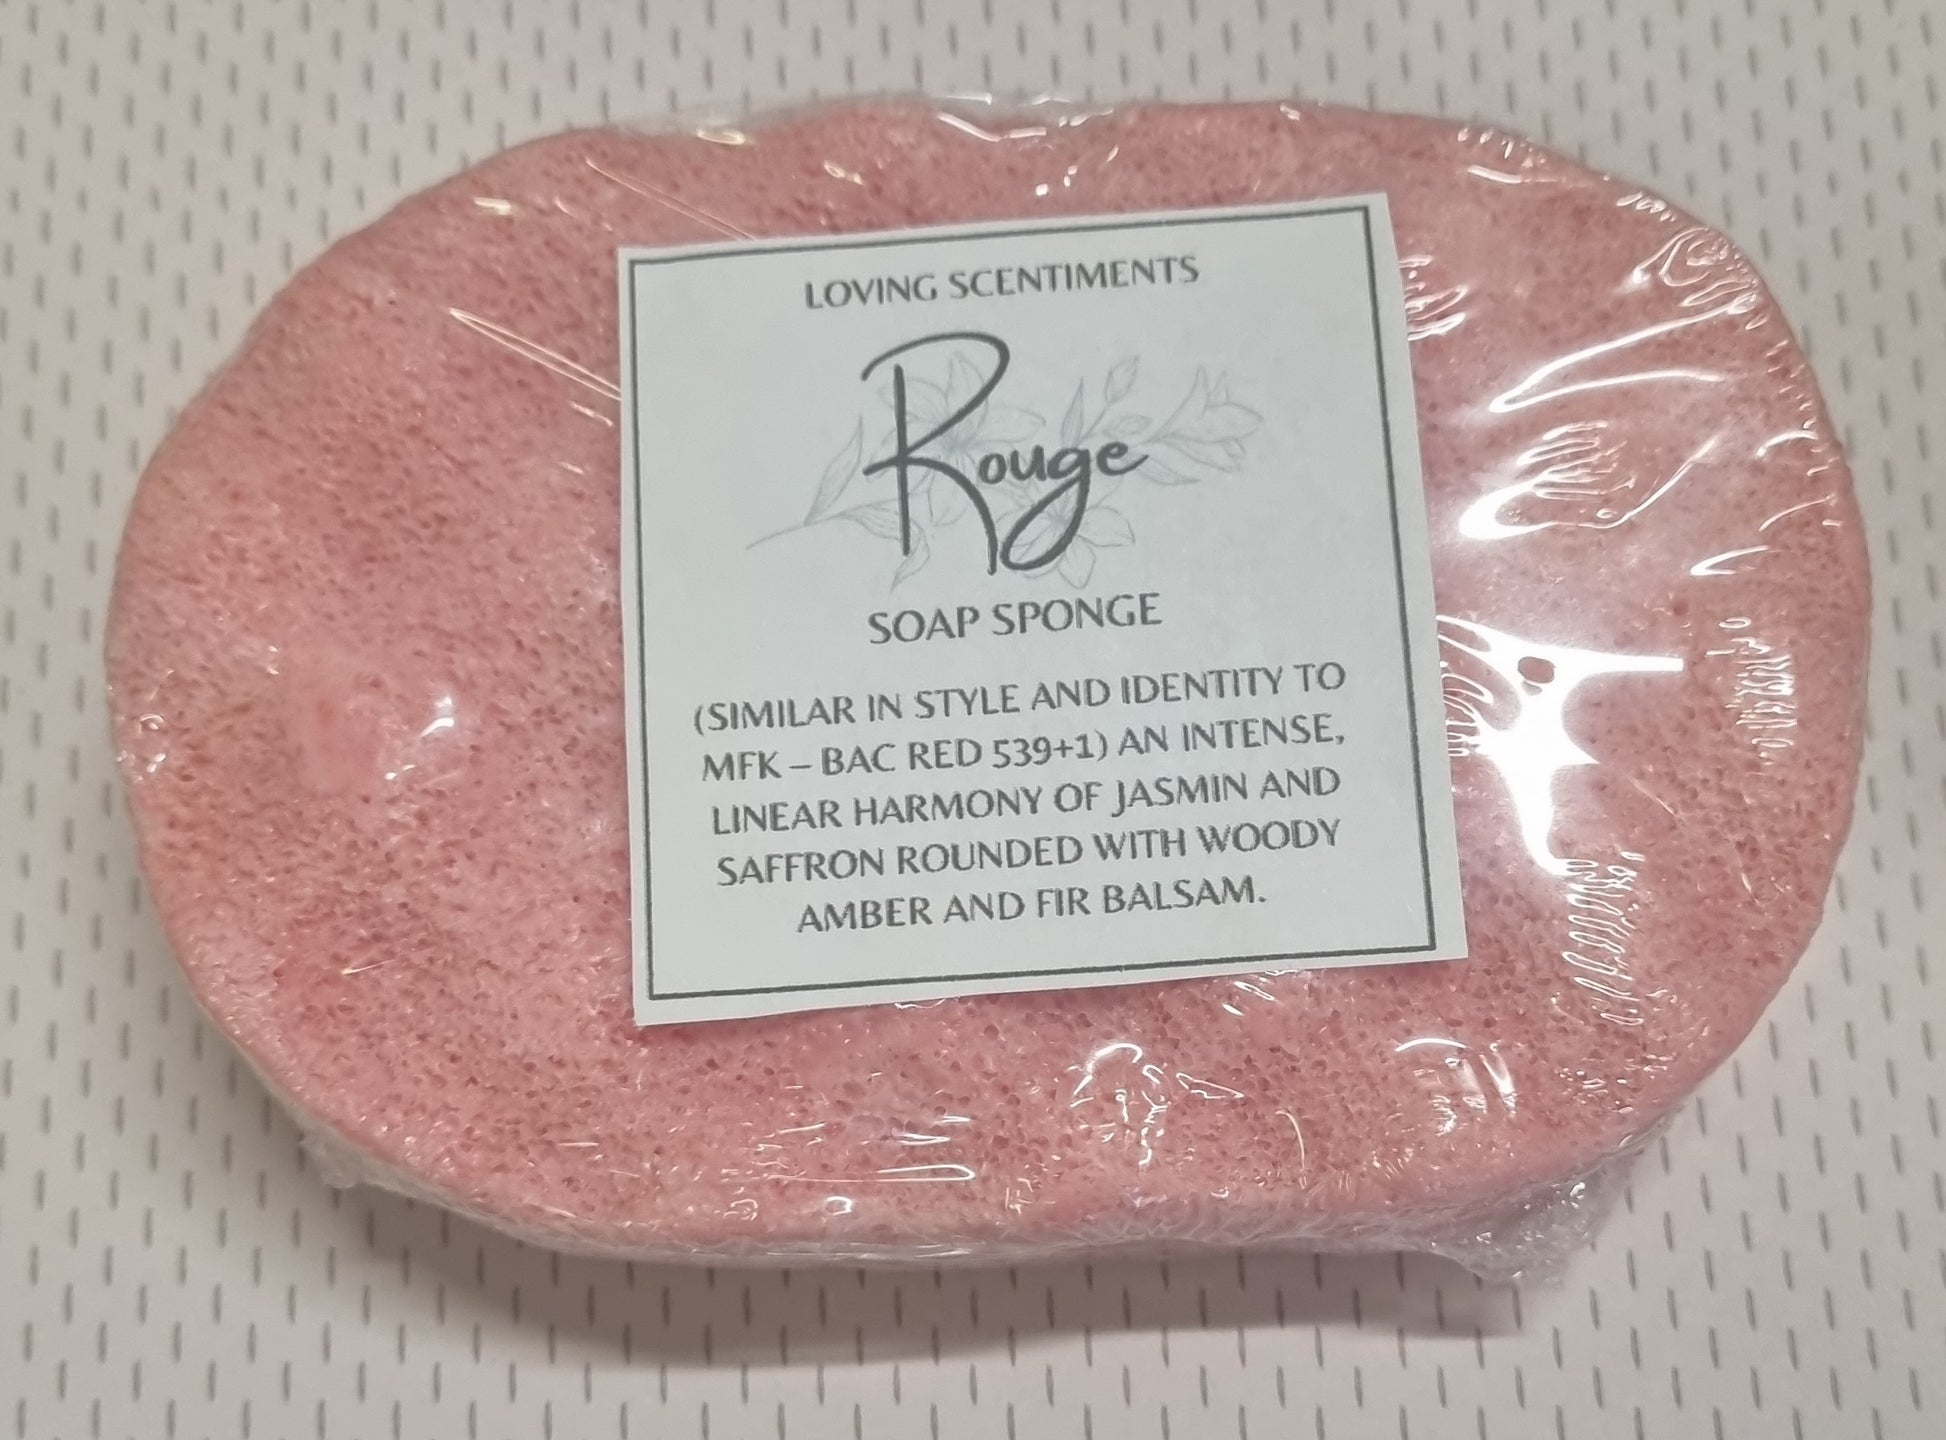 LOVING SCENTIMENTS
Rouge
SOAP SPONGE
(SIMILAR IN STYLE AND IDENTITY TO
MFK – BAC RED 539+1) AN INTENSE,
LINEAR HARMONY OF JASMIN AND
SAFFRON ROUNDED WITH WOODY
AMBER AND FIR BALSAM.